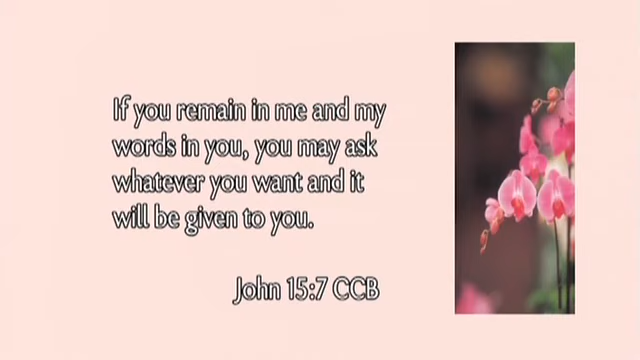 If you remain in me and my
words in you, you may ask
whatever you want and it
will be given to you.
John 15:7 CCB